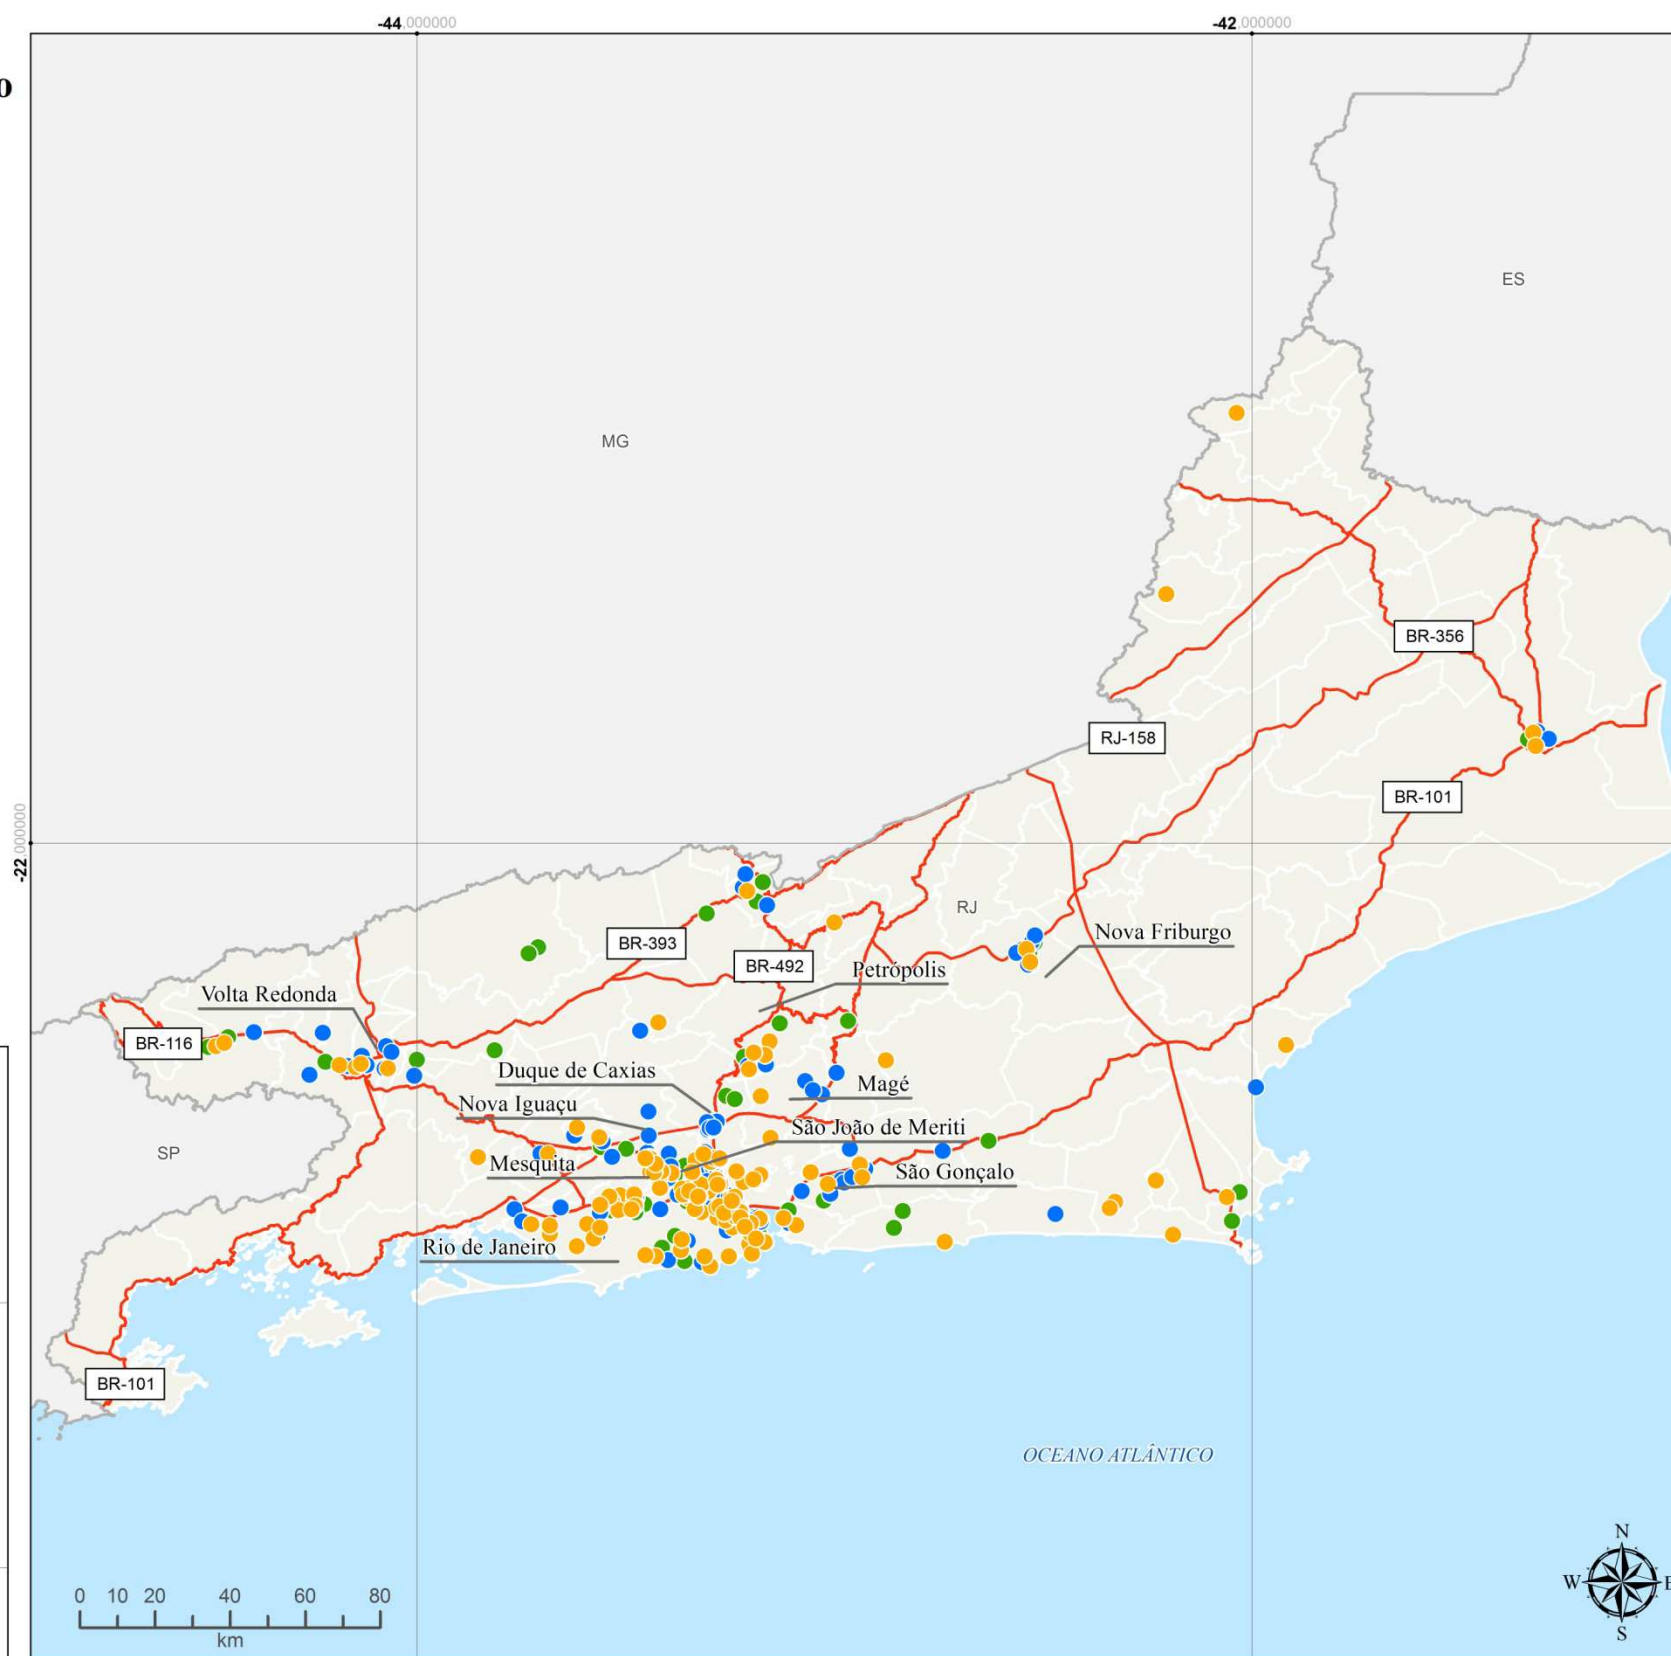 -44.000000
-42.000000
o
ES
MG
BR-356
RJ-158
BR-101
-22.000000
RJ
Nova Friburgo
BR-393
BR-492
Petrópolis
Volta Redonda
BR-116
Duque de Caxias
Magé
Nova Iguaçu
São João de Meriti
SP
Mesquita
São Gonçalo
Rio de Janeiro
BR-101
OCEANO ATLÂNTICO
N
W
E
S
0 10 20 40 60 80
km